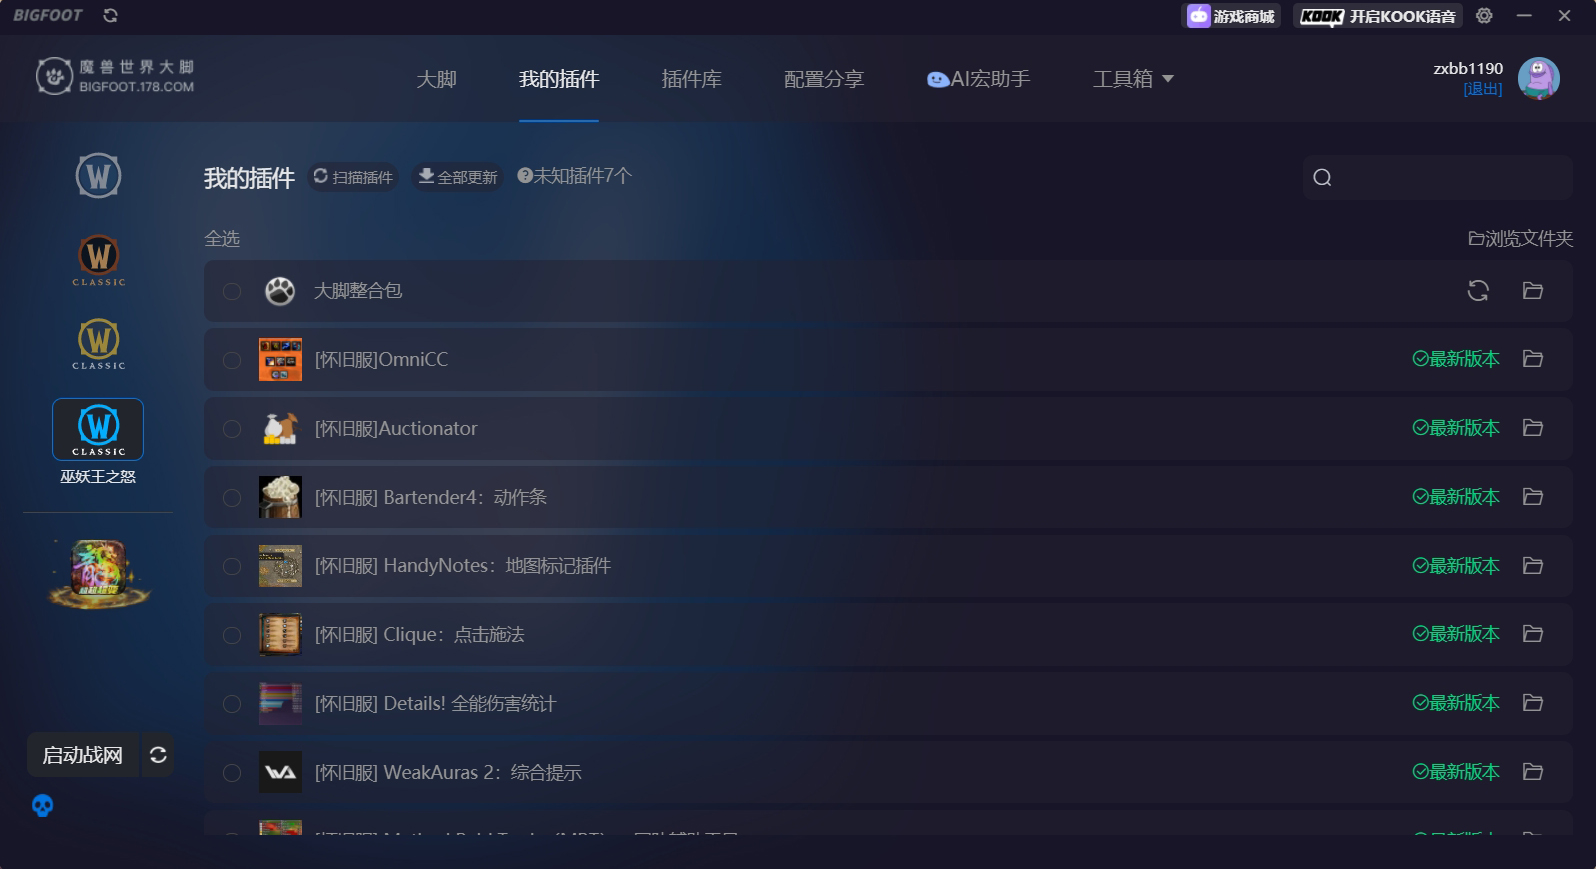 BIGFOOT
游戏商城
KOOK 开启KOOK语音
魔兽世界大脚
BIGFOOT.178.COM
大脚
我的插件
插件库
配置分享
AI宏助手
工具箱
zxbb1190
[退出]
我的插件
扫描插件
全部更新
未知插件7个
全选
浏览文件夹
大脚整合包
[怀旧服]OmniCC
最新版本
[怀旧服]Auctionator
最新版本
[怀旧服] Bartender4：动作条
最新版本
[怀旧服] HandyNotes：地图标记插件
最新版本
[怀旧服] Clique：点击施法
最新版本
[怀旧服] Details! 全能伤害统计
最新版本
[怀旧服] WeakAuras 2：综合提示
最新版本
W
W
CLASSIC
W
CLASSIC
W
CLASSIC
巫妖王之怒
启动战网